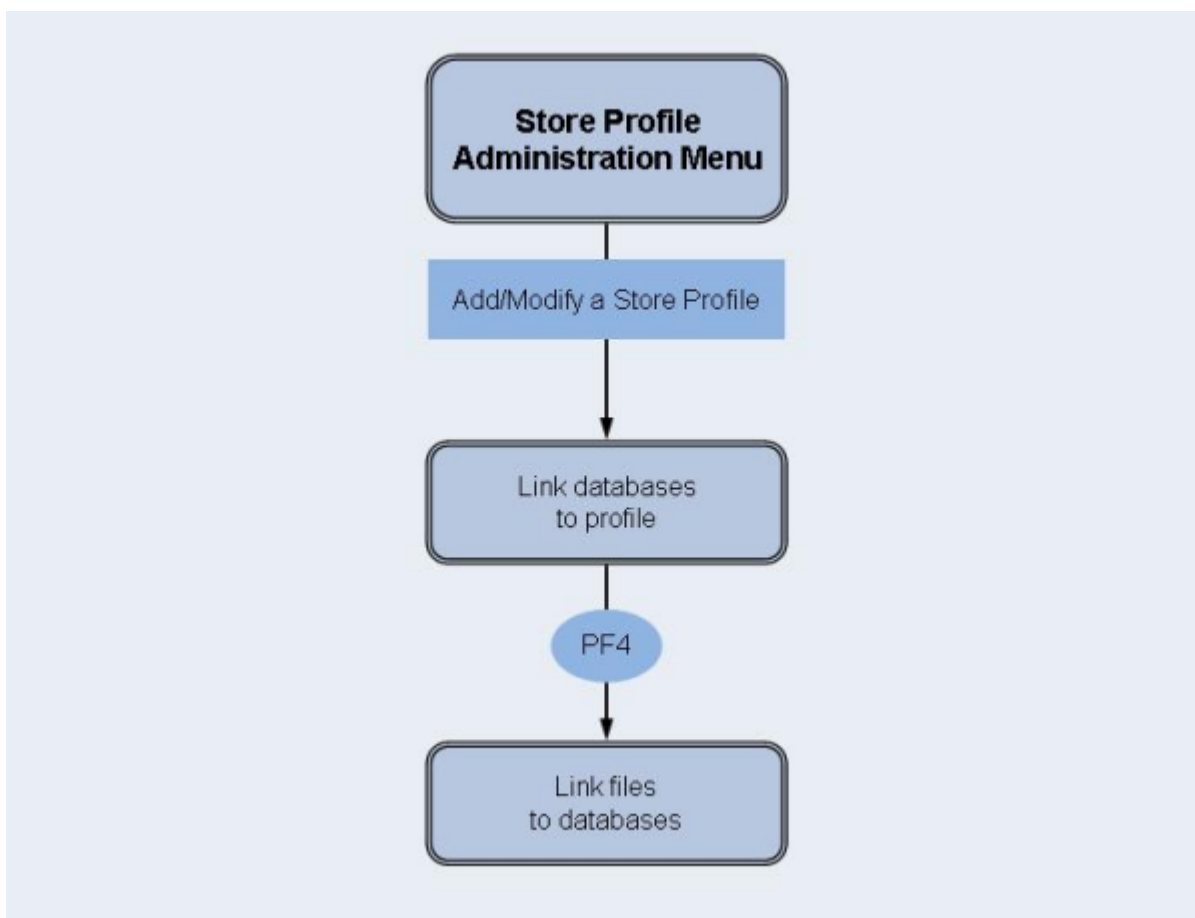 Store Profile
Administration Menu
Add/Modify a Store Profile
Link databases
to profile
PF4
Link files
to databases